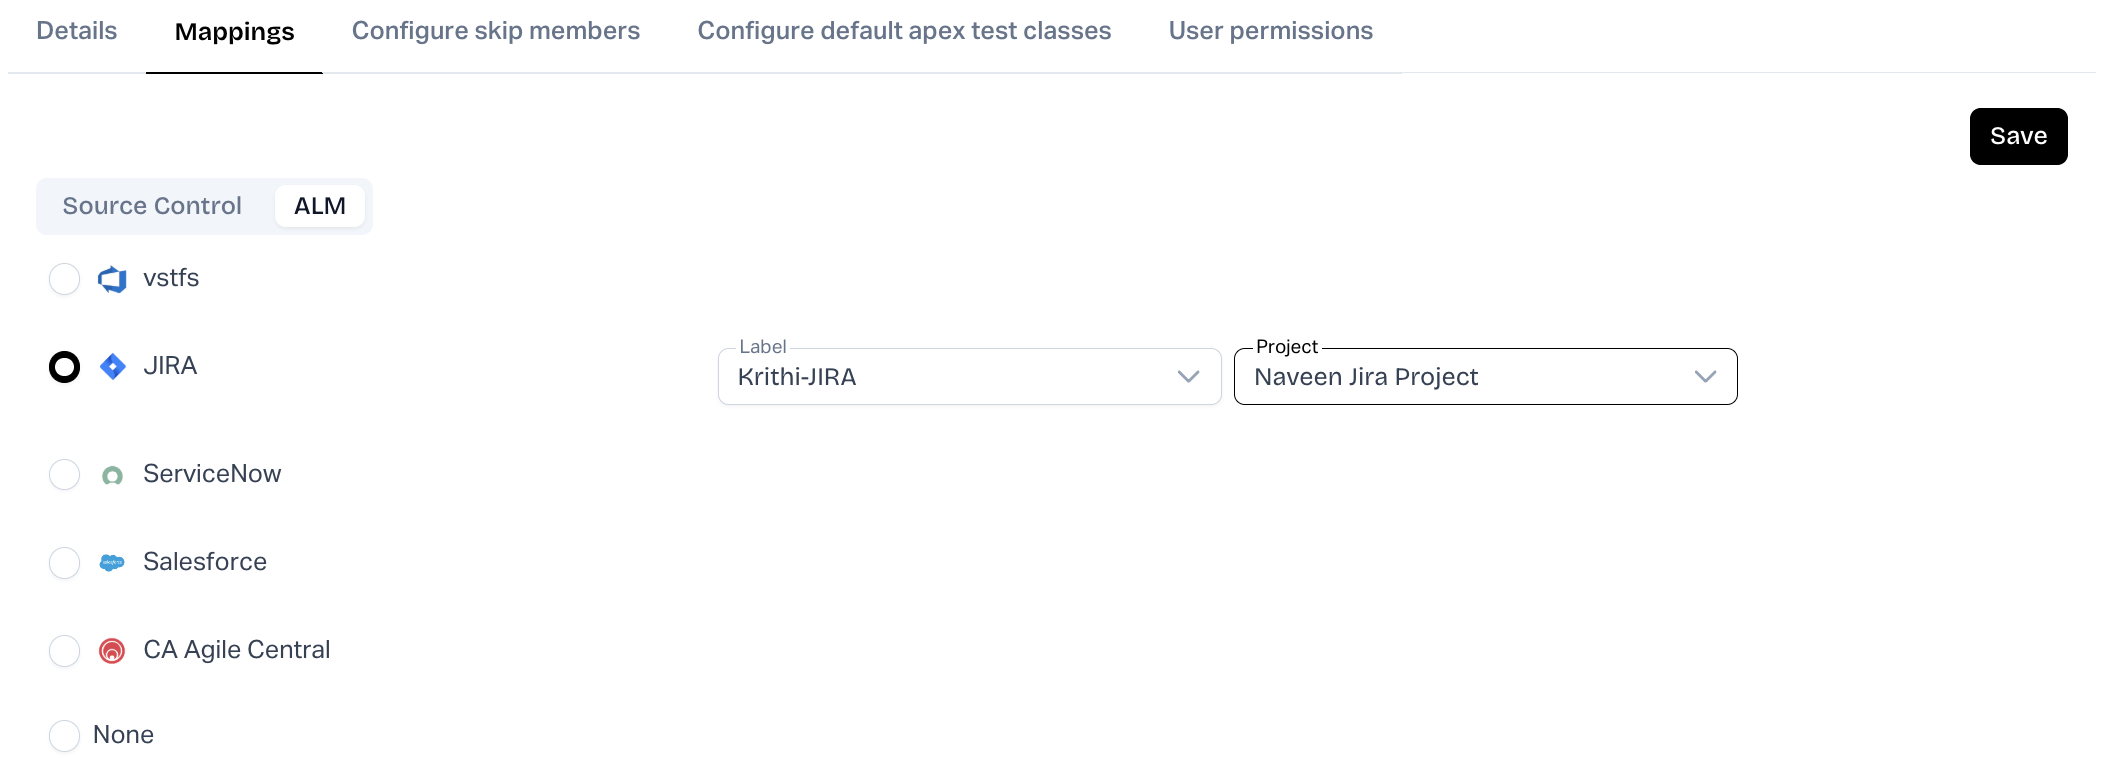 Details Mappings Configure skip members Configure default apex test classes User permissions
Save
Source Control ALM
vstfs
JIRA
Label
Krithi-JIRA
Project
Naveen Jira Project
ServiceNow
Salesforce
CA Agile Central
None